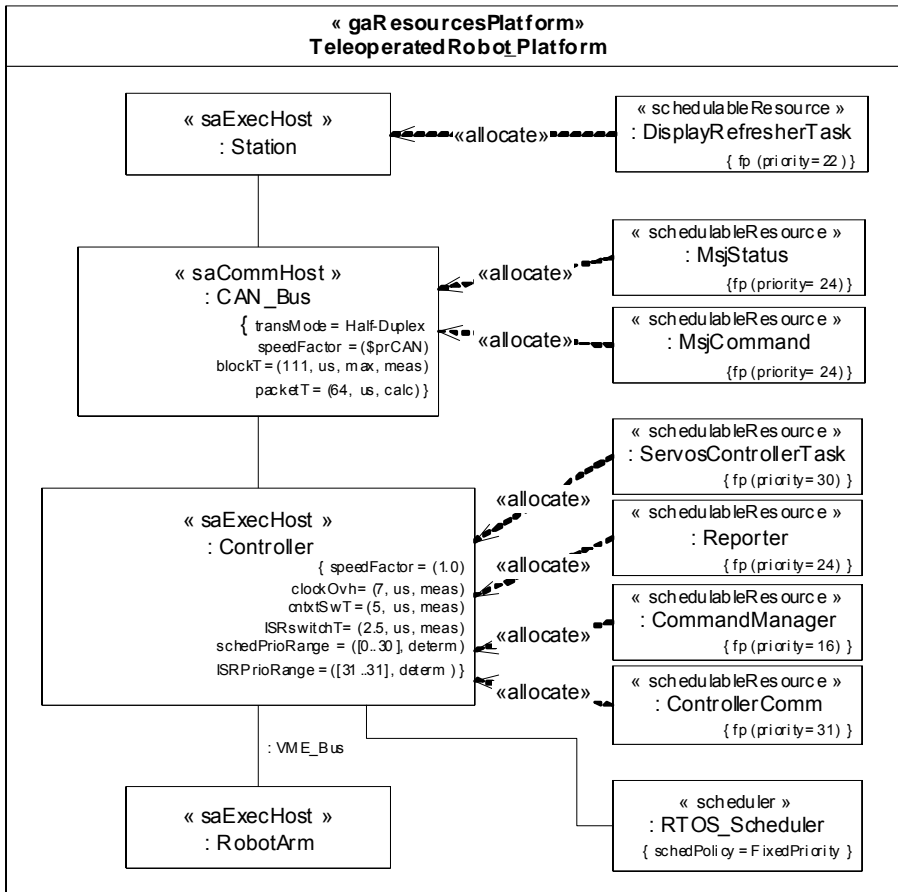 « gaResourcesPlatform»
TeleoperatedRobot_Platform
« saExecHost »
: Station
«allocate»
« schedulableResource »
: DisplayRefresherTask
{ fp (priority= 22) }
« saCommHost »
: CAN_Bus
{ transMode = Half-Duplex
speedFactor = ($prCAN)
blockT= (111, us, max, meas)
packetT = (64, us, calc) }
«allocate»
« schedulableResource »
: MsjStatus
{fp (priority= 24) }
«allocate»
« schedulableResource »
: MsjCommand
{fp (priority= 24) }
« saExecHost »
: Controller
{ speedFactor = (1.0)
clockOvh= (7, us, meas)
cntxtSwT = (5, us, meas)
ISRswitchT= (2.5, us, meas)
schedPrioRange = ([0..30], determ)
ISRPrioRange = ([31..31], determ ) }
«allocate»
« schedulableResource »
: ServosControllerTask
{ fp (priority= 30) }
«allocate»
« schedulableResource »
: Reporter
{ fp (priority= 24) }
«allocate»
« schedulableResource »
: CommandManager
{ fp (priority= 16) }
«allocate»
« schedulableResource »
: ControllerComm
{ fp (priority= 31) }
: VME_Bus
« saExecHost »
: RobotArm
« scheduler »
: RTOS_Scheduler
{ schedPolicy = FixedPriority }